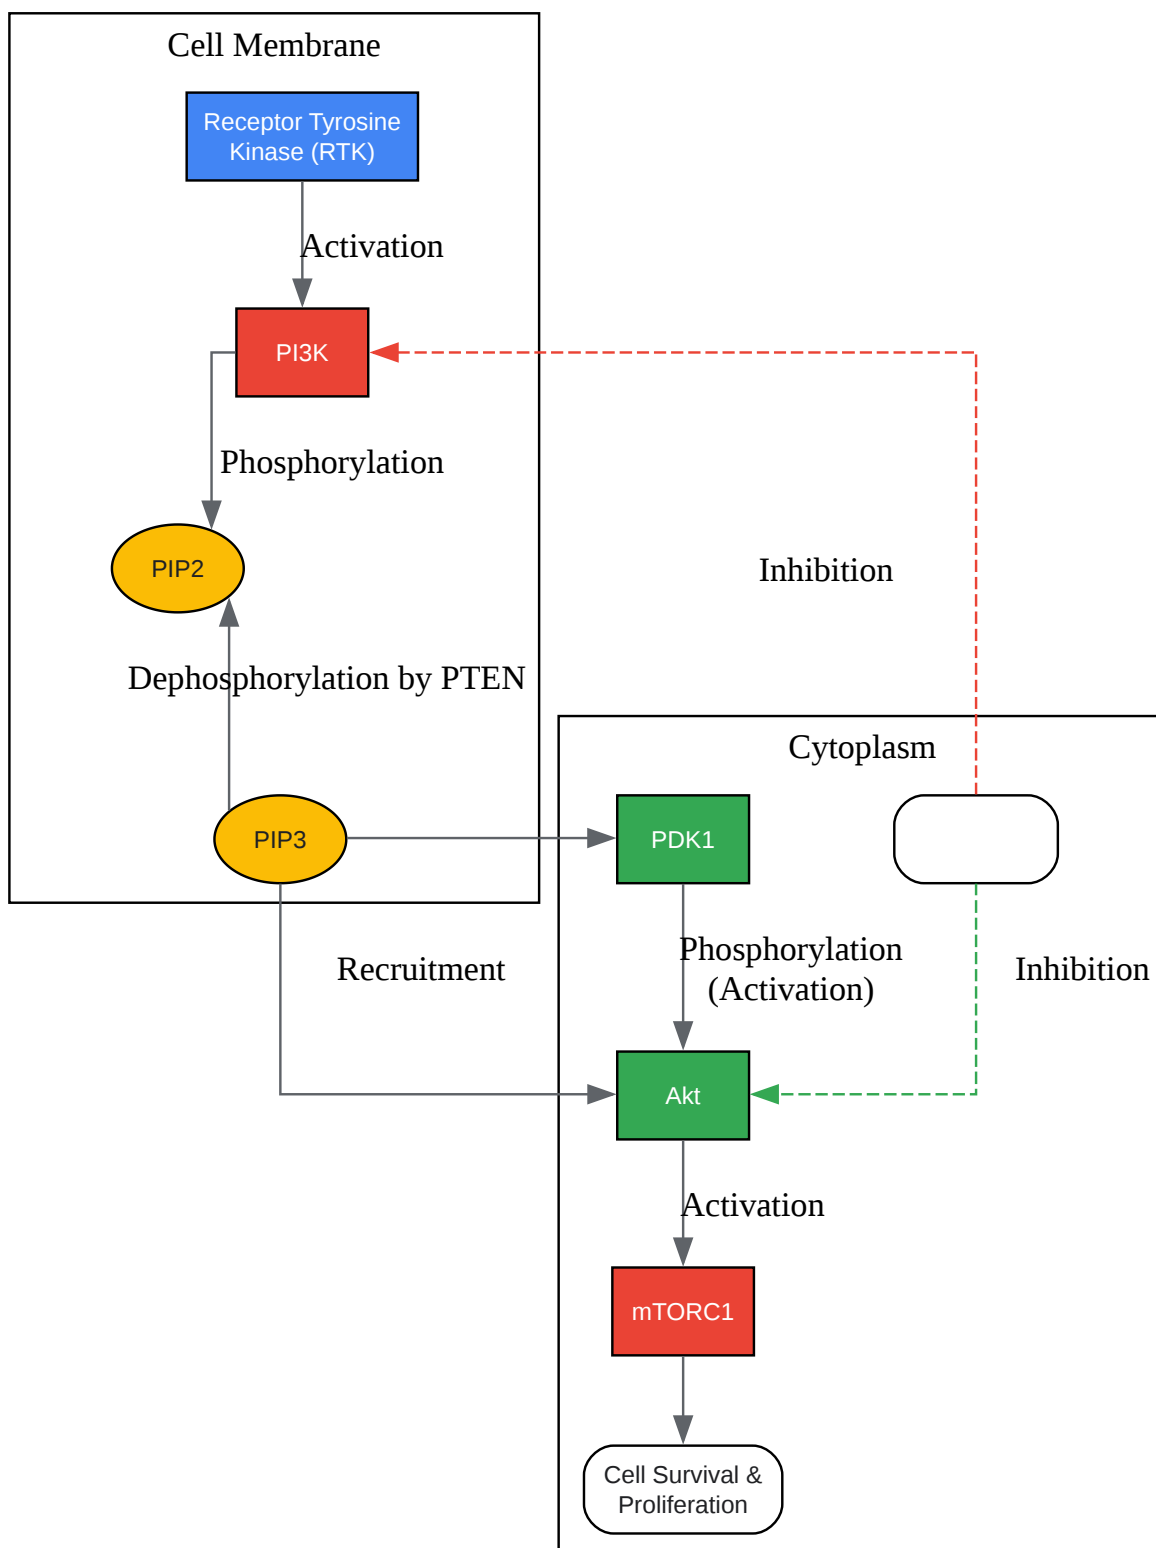 Cell Membrane
Receptor Tyrosine
Kinase (RTK)
Activation
PI3K
Phosphorylation
PIP2
Inhibition
Dephosphorylation by PTEN
Cytoplasm
PIP3
PDK1
Recruitment
Phosphorylation
(Activation)
Inhibition
Akt
Activation
mTORC1
Cell Survival &
Proliferation